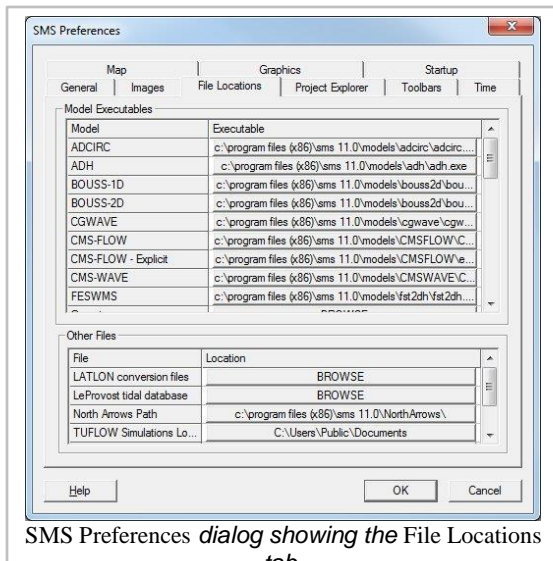 SMS Preferences
Map Graphics Startup
General Images File Locations Project Explorer Toolbars Time
Model Executables
Model Executable
ADCIRC c:\program files (x86)\sms 11.0\models\adcirc\adcirc....
ADH c:\program files (x86)\sms 11.0\models\adh\adh.exe
BOUSS-1D c:\program files (x86)\sms 11.0\models\bouss2d\bou...
BOUSS-2D c:\program files (x86)\sms 11.0\models\bouss2d\bou...
CGWAVE c:\program files (x86)\sms 11.0\models\cgwave\cgw...
CMS-FLOW c:\program files (x86)\sms 11.0\models\CMSFLOW\C...
CMS-FLOW - Explicit c:\program files (x86)\sms 11.0\models\CMSFLOW\e...
CMS-WAVE c:\program files (x86)\sms 11.0\models\CMSWAVE\C...
FESWMS c:\program files (x86)\sms 11.0\models\fst2dh\fst2dh....
BROWSE
Other Files
File Location
LATLON conversion files BROWSE
LeProvost tidal database BROWSE
North Arrows Path c:\program files (x86)\sms 11.0\NorthArrows\
TUFLOW Simulations Lo... C:\Users\Public\Documents
Help OK Cancel
SMS Preferences dialog showing the File Locations
tab